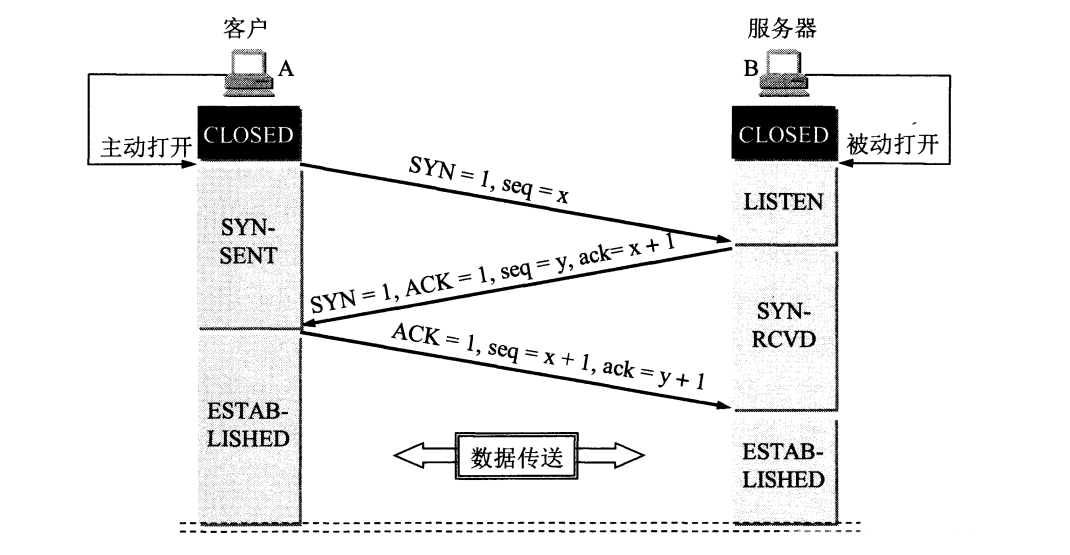 客户
服务器
A
B
CLOSED
CLOSED
主动打开
被动打开
SYN = 1, seq = x
LISTEN
SYN-
SENT
SYN = 1, ACK = 1, seq = y, ack= x + 1
SYN-
RCVD
ACK = 1, seq = x + 1, ack = y + 1
ESTAB-
LISHED
数据传送
ESTAB-
LISHED